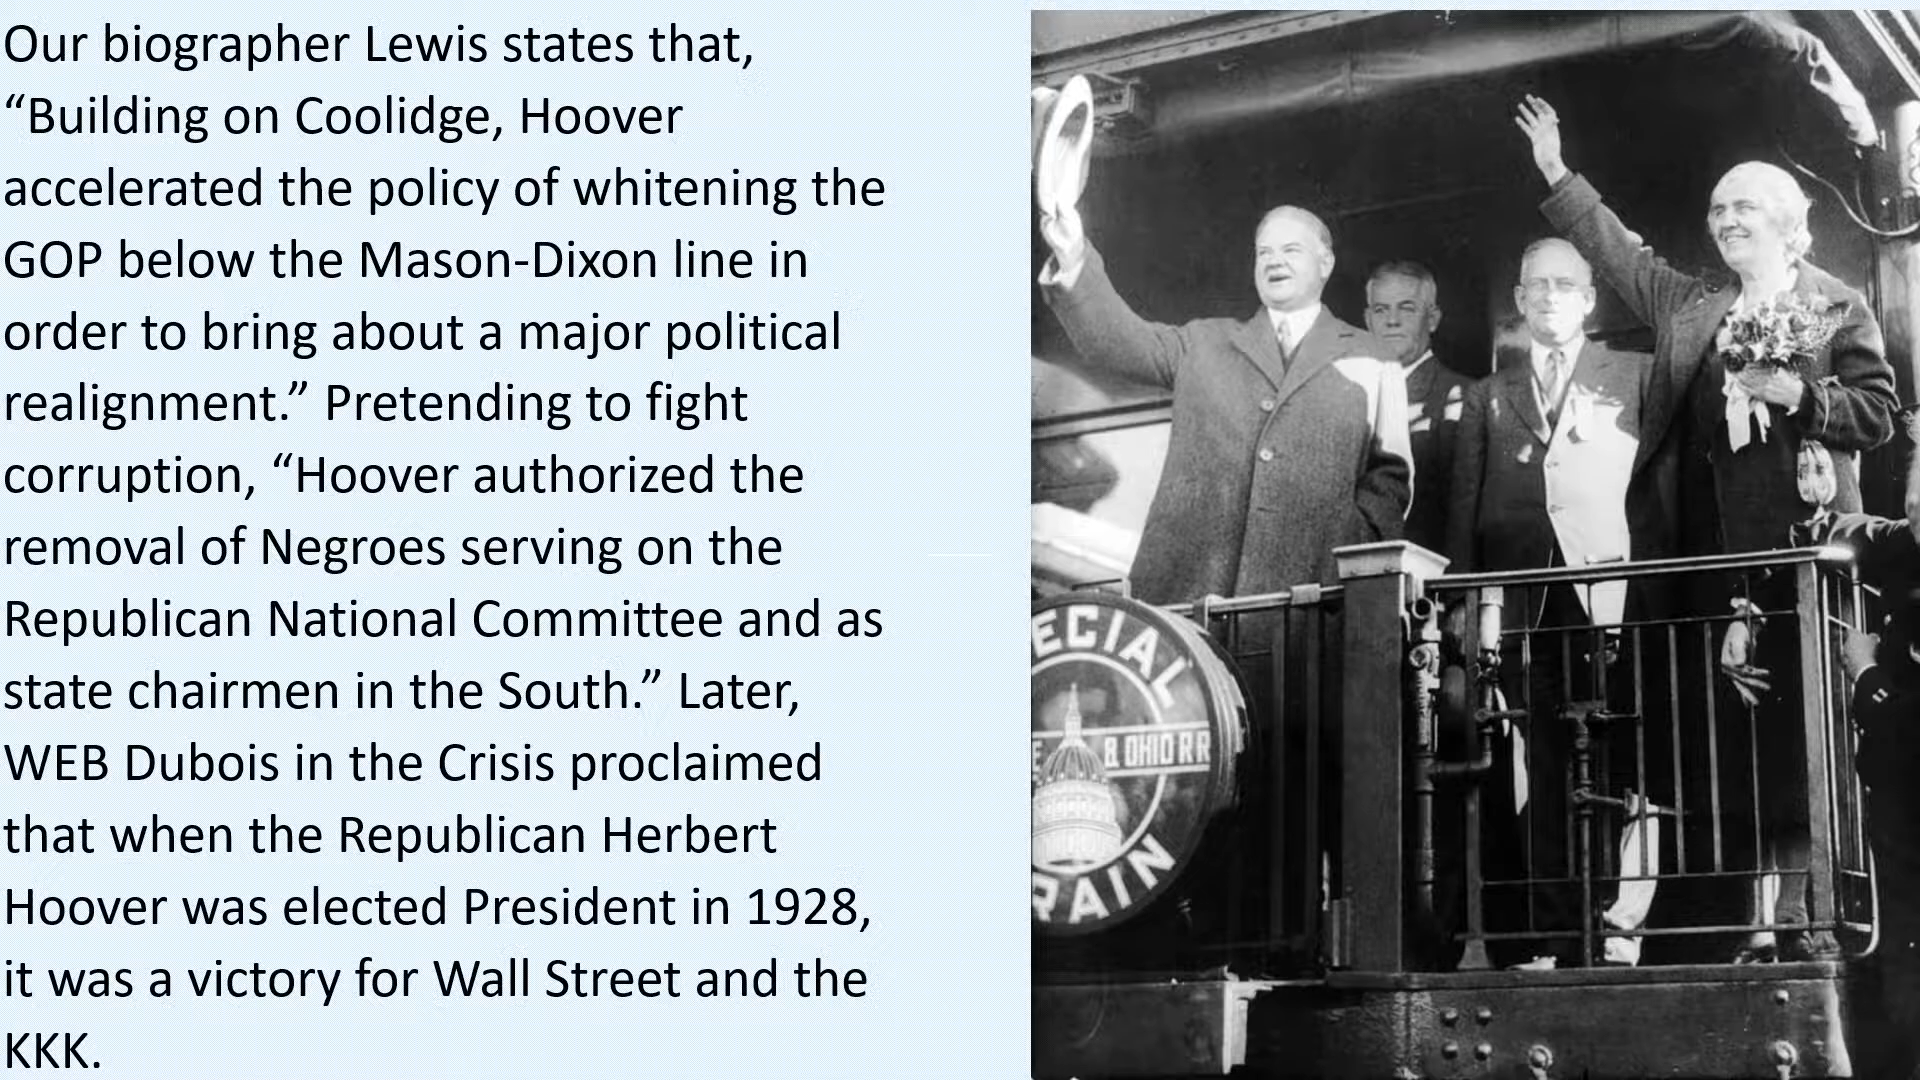 Our biographer Lewis states that,
“Building on Coolidge, Hoover
accelerated the policy of whitening the
GOP below the Mason-Dixon line in
order to bring about a major political
realignment.” Pretending to fight
corruption, “Hoover authorized the
removal of Negroes serving on the
Republican National Committee and as
state chairmen in the South.” Later,
WEB Dubois in the Crisis proclaimed
that when the Republican Herbert
Hoover was elected President in 1928,
it was a victory for Wall Street and the
KKK.
ECIAL
E & OHIO RR
RAIN